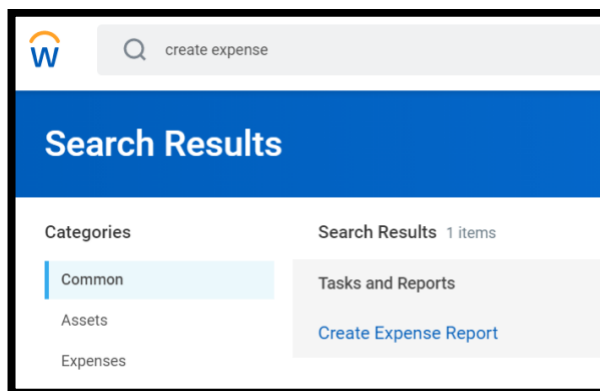 W
create expense
Search Results
Categories
Search Results 1 items
Common
Tasks and Reports
Assets
Create Expense Report
Expenses